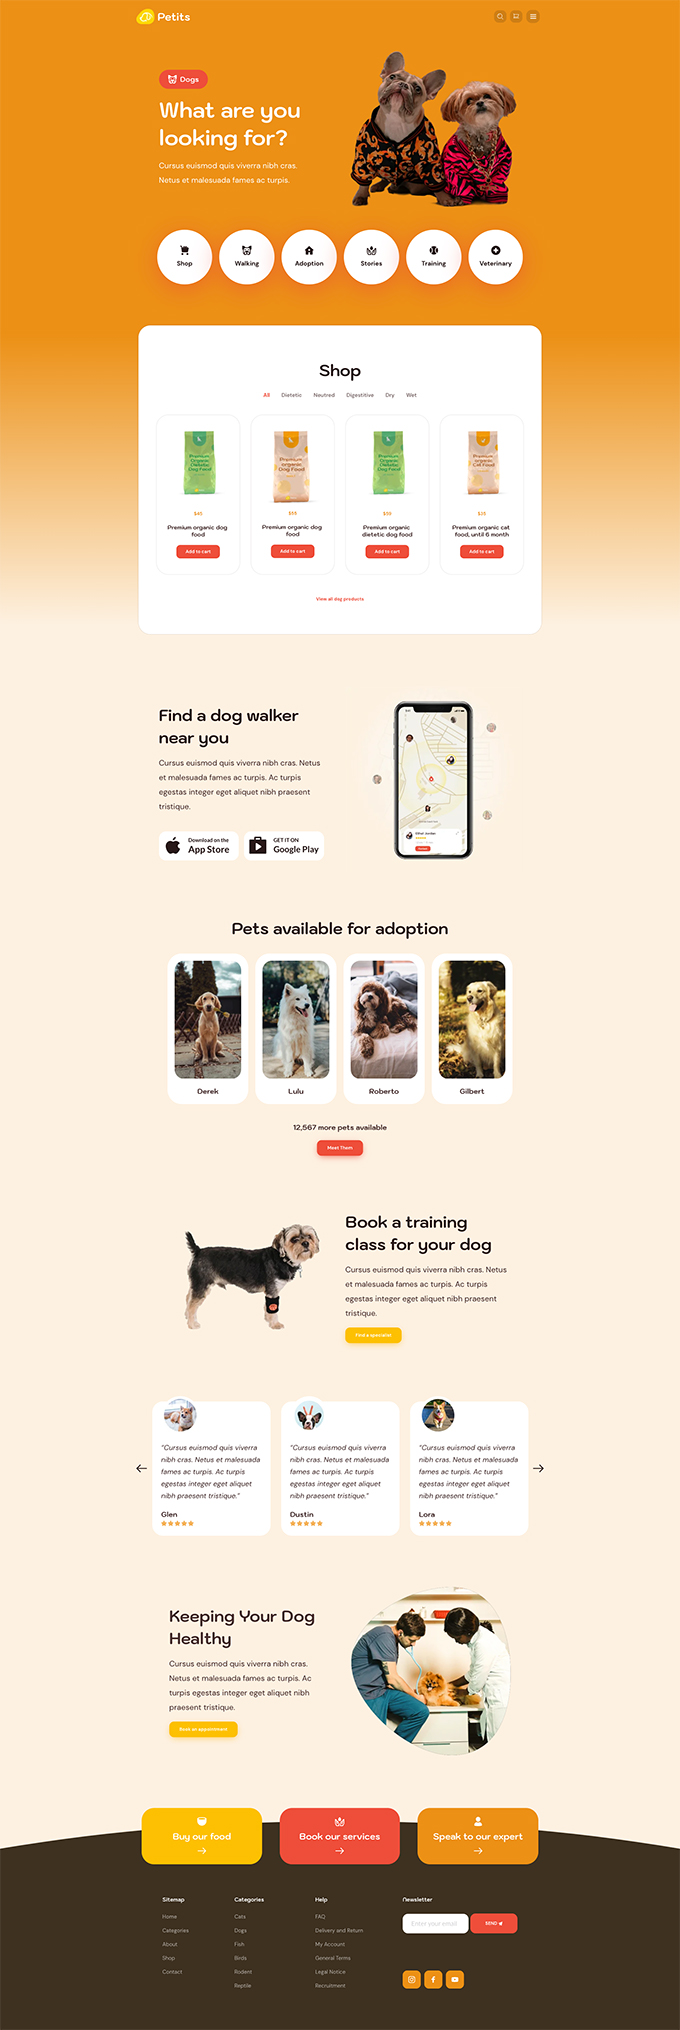 Petits
Dogs
What are you
looking for?
Cursus euismod quis viverra nibh cras.
Netus et malesuada fames ac turpis.
Shop
Walking
Adoption
Stories
Training
Veterinary
Shop
All
Dietetic
Neutred
Digestitive
Dry
Wet
Premium
Organic
Dietetic
Dog Food
Premium
organic
Dog Food
Premium
Organic
Dietetic
Dog Food
Premium
organic
Cat Food
$45
Premium organic dog
food
Add to cart
Premium organic dog
food
Add to cart
Premium organic
dietetic dog food
Add to cart
Premium organic cat
food, until 6 month
Add to cart
View all dog products
Find a dog walker
near you
Cursus euismod quis viverra nibh cras. Netus
et malesuada fames ac turpis. Ac turpis
egestas integer eget aliquet nibh praesent
tristique.
Download on the
App Store
GET IT ON
Google Play
Pets available for adoption
Derek
Lulu
Roberto
Gilbert
12,567 more pets available
Meet Them
Book a training
class for your dog
Cursus euismod quis viverra nibh cras. Netus
et malesuada fames ac turpis. Ac turpis
egestas integer eget aliquet nibh praesent
tristique.
Find a specialist
"Cursus euismod quis viverra
nibh cras. Netus et malesuada
fames ac turpis. Ac turpis
egestas integer eget aliquet
nibh praesent tristique."
Glen
"Cursus euismod quis viverra
nibh cras. Netus et malesuada
fames ac turpis. Ac turpis
egestas integer eget aliquet
nibh praesent tristique."
Dustin
"Cursus euismod quis viverra
nibh cras. Netus et malesuada
fames ac turpis. Ac turpis
egestas integer eget aliquet
nibh praesent tristique."
Lora
Keeping Your Dog
Healthy
Cursus euismod quis viverra nibh cras.
Netus et malesuada fames ac turpis. Ac
turpis egestas integer eget aliquet nibh
praesent tristique.
Book an appointment
Buy our food
Book our services
Speak to our expert
Sitemap
Home
Categories
About
Shop
Contact
Categories
Cats
Dogs
Fish
Birds
Rodent
Reptile
Help
FAQ
Delivery and Return
My Account
General Terms
Legal Notice
Recruitment
Newsletter
Enter your email
SEND